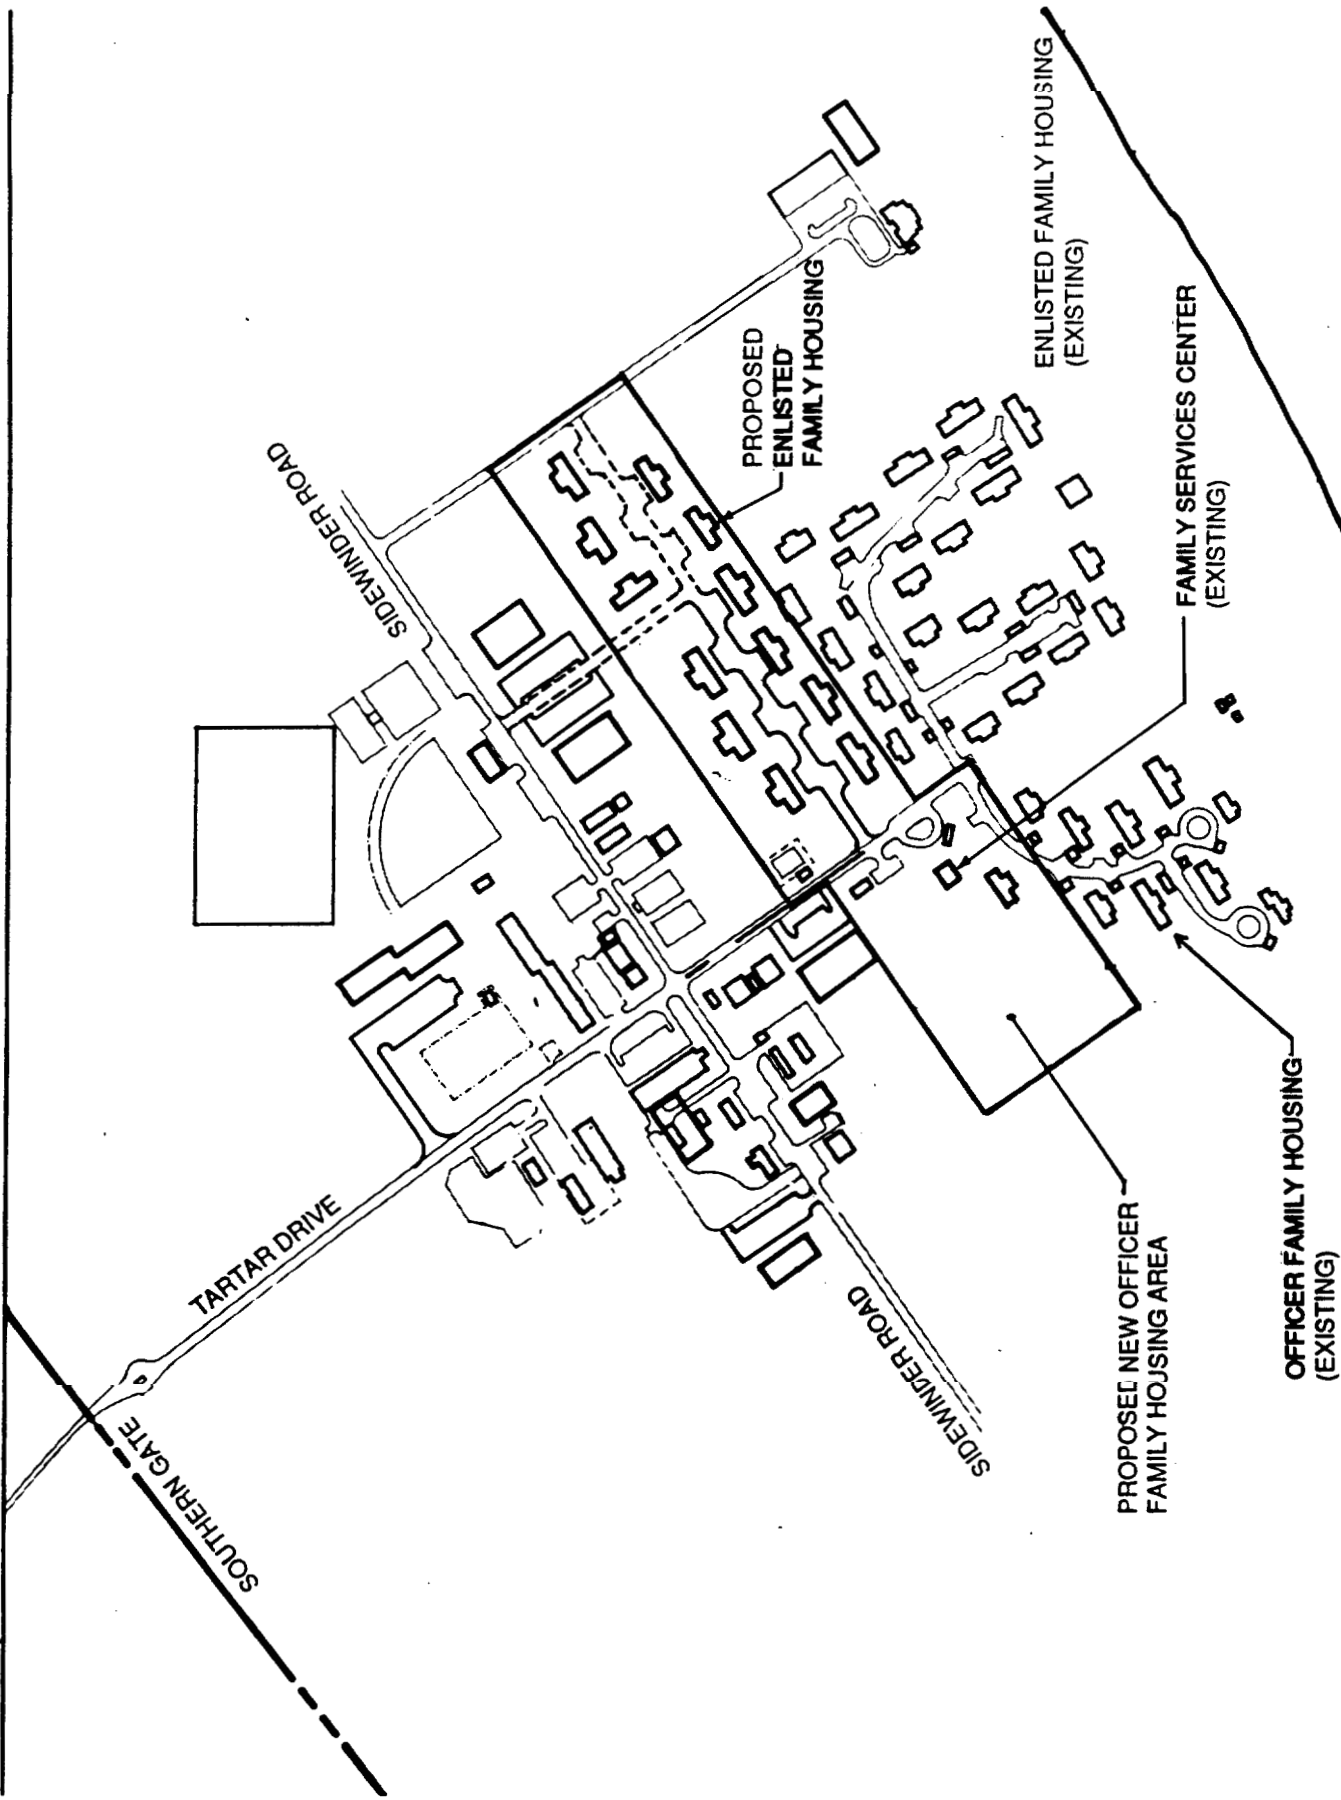 SOUTHERN GATE
TARTAR DRIVE
SIDEWINDER ROAD
SIDEWINDER ROAD
PROPOSED
ENLISTED
FAMILY HOUSING
ENLISTED FAMILY HOUSING
(EXISTING)
FAMILY SERVICES CENTER
(EXISTING)
PROPOSED NEW OFFICER
FAMILY HOUSING AREA
OFFICER FAMILY HOUSING
(EXISTING)